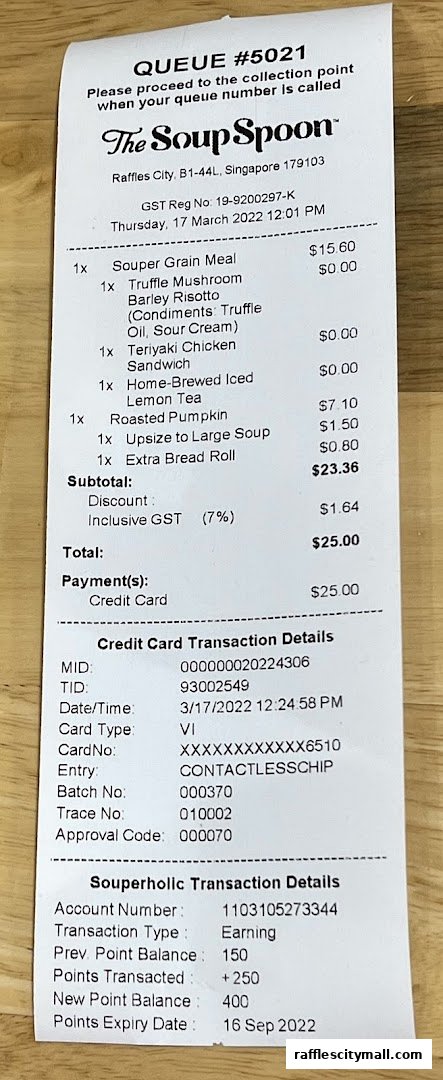 QUEUE #5021
Please proceed to the collection point
when your queue number is called
The Soup Spoon™
Raffles City, B1-44L, Singapore 179103
GST Reg No: 19-9200297-K
Thursday, 17 March 2022 12:01 PM
1x Souper Grain Meal $15.60
1x Truffle Mushroom $0.00
Barley Risotto
(Condiments: Truffle
Oil, Sour Cream)
1x Teriyaki Chicken $0.00
Sandwich
1x Home-Brewed Iced $0.00
Lemon Tea
1x Roasted Pumpkin $7.10
1x Upsize to Large Soup $1.50
1x Extra Bread Roll $0.80
Subtotal: $23.36
Discount :
Inclusive GST (7%) $1.64
Total: $25.00
Payment(s):
Credit Card $25.00
Credit Card Transaction Details
MID: 000000020224306
TID: 93002549
Date/Time: 3/17/2022 12:24:58 PM
Card Type: VI
CardNo: XXXXXXXXXXXX6510
Entry: CONTACTLESSCHIP
Batch No: 000370
Trace No: 010002
Approval Code: 000070
Souperholic Transaction Details
Account Number : 1103105273344
Transaction Type : Earning
Prev. Point Balance : 150
Points Transacted : +250
New Point Balance : 400
Points Expiry Date : 16 Sep 2022
rafflescitymall.com